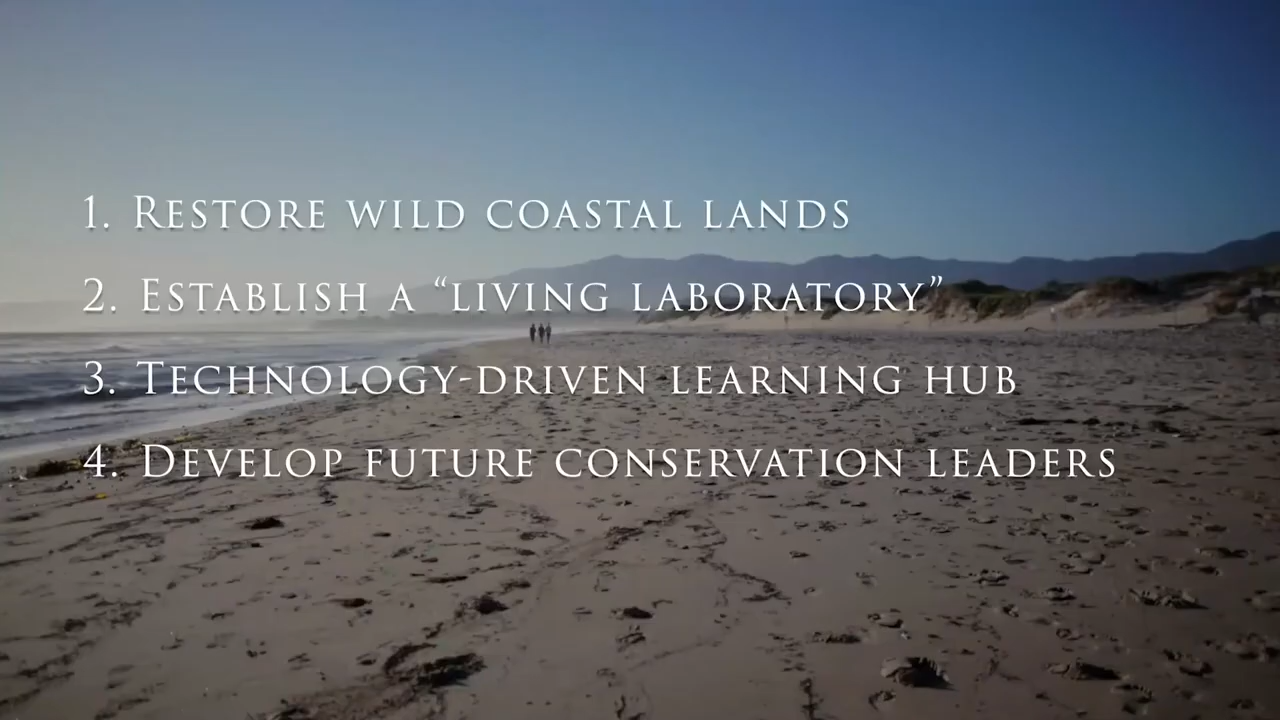 1. Restore wild coastal lands
2. Establish a “living laboratory”
3. Technology-driven learning hub
4. Develop future conservation leaders